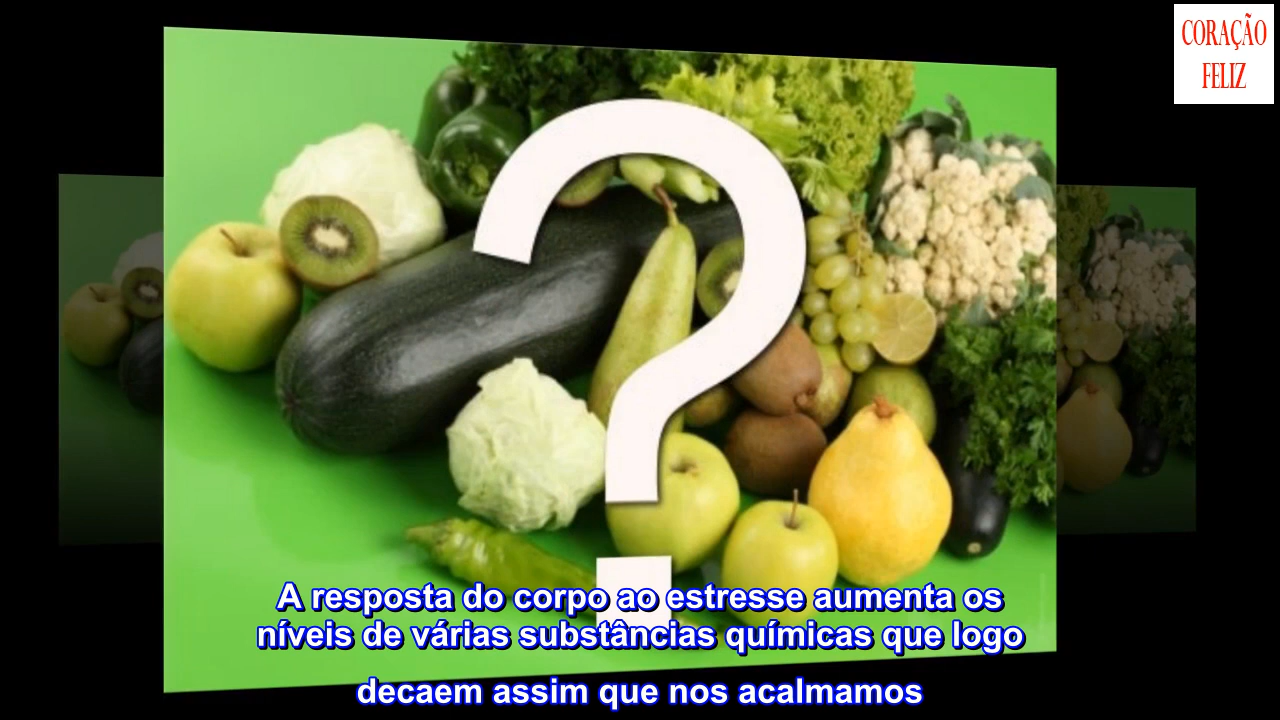 CORAÇÃO
FELIZ
?
A resposta do corpo ao estresse aumenta os
níveis de várias substâncias químicas que logo
decaem assim que nos acalmamos